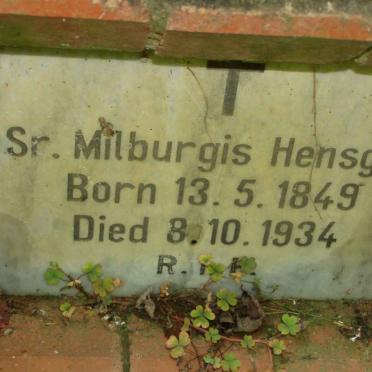 Sr. Milburgis Hensg
Born 13. 5. 1849
Died 8. 10. 1934
R. I. P.